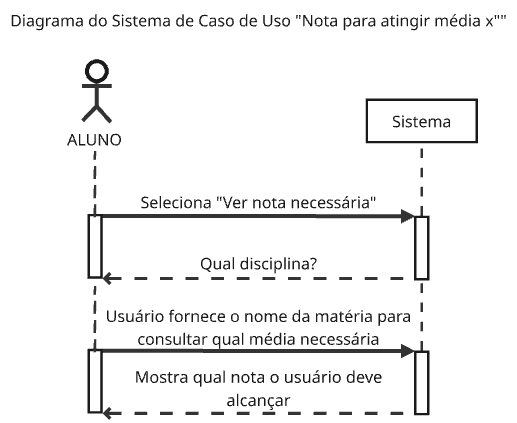 Diagrama do Sistema de Caso de Uso "Nota para atingir média x""
ALUNO
Sistema
Seleciona "Ver nota necessária"
Qual disciplina?
Usuário fornece o nome da matéria para
consultar qual média necessária
Mostra qual nota o usuário deve
alcançar